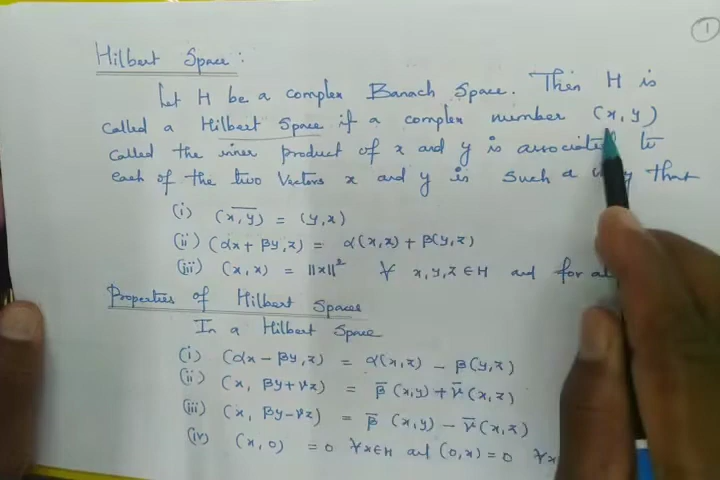 1
Hilbert Space:
Let H be a complex Banach Space. Then H is
called a Hilbert Space if a complex number (x, y)
called the inner product of x and y is associated to
each of the two Vectors x and y is such a way that
(i) (\overline{x, y}) = (y, x)
(ii) (αx + βy, z) = α(x, z) + β(y, z)
(iii) (x, x) = ||x||² ∀ x, y, z ∈ H and for al
Properties of Hilbert Spaces
In a Hilbert Space
(i) (αx − βy, z) = α(x, z) − β(y, z)
(ii) (x, βy + γz) = β̄ (x, y) + γ̄ (x, z)
(iii) (x, βy − γz) = β̄ (x, y) − γ̄ (x, z)
(iv) (x, 0) = 0 ∀ x ∈ H and (0, x) = 0 ∀ x